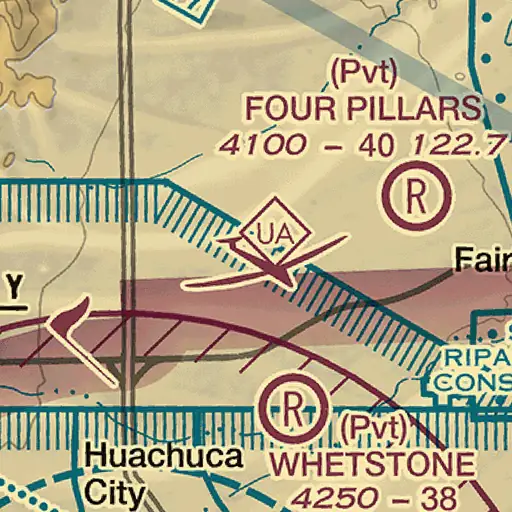 (Pvt)
FOUR PILLARS
4100 - 40 122.7
R
UA
Fair
Y
RIPA
CONS
R
(Pvt)
WHETSTONE
4250 - 38
Huachuca
City